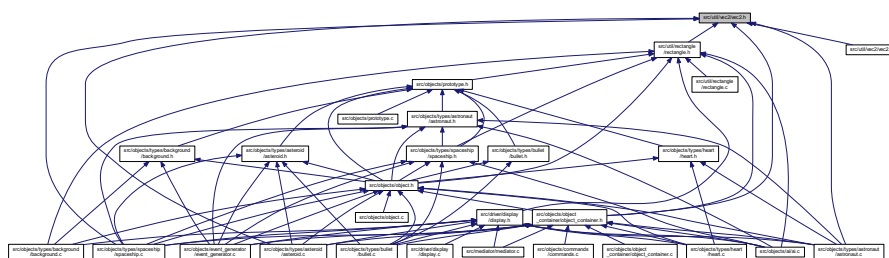 src/util/vec2/vec2.h
src/util/rectangle
/rectangle.h
src/util/vec2/vec2
src/util/rectangle
/rectangle.c
src/objects/prototype.h
src/objects/prototype.c
src/objects/types/astronaut
/astronaut.h
src/objects/types/background
/background.h
src/objects/types/asteroid
/asteroid.h
src/objects/types/spaceship
/spaceship.h
src/objects/types/bullet
/bullet.h
src/objects/types/heart
/heart.h
src/objects/object.h
src/objects/object.c
src/driver/display
/display.h
src/objects/object
_container/object_container.h
src/objects/types/background
/background.c
src/objects/types/spaceship
/spaceship.c
src/objects/event_generator
/event_generator.c
src/objects/types/asteroid
/asteroid.c
src/objects/types/bullet
/bullet.c
src/driver/display
/display.c
src/mediator/mediator.c
src/objects/commands
/commands.c
src/objects/object
_container/object_container.c
src/objects/types/heart
/heart.c
src/objects/ai/ai.c
src/objects/types/astronaut
/astronaut.c